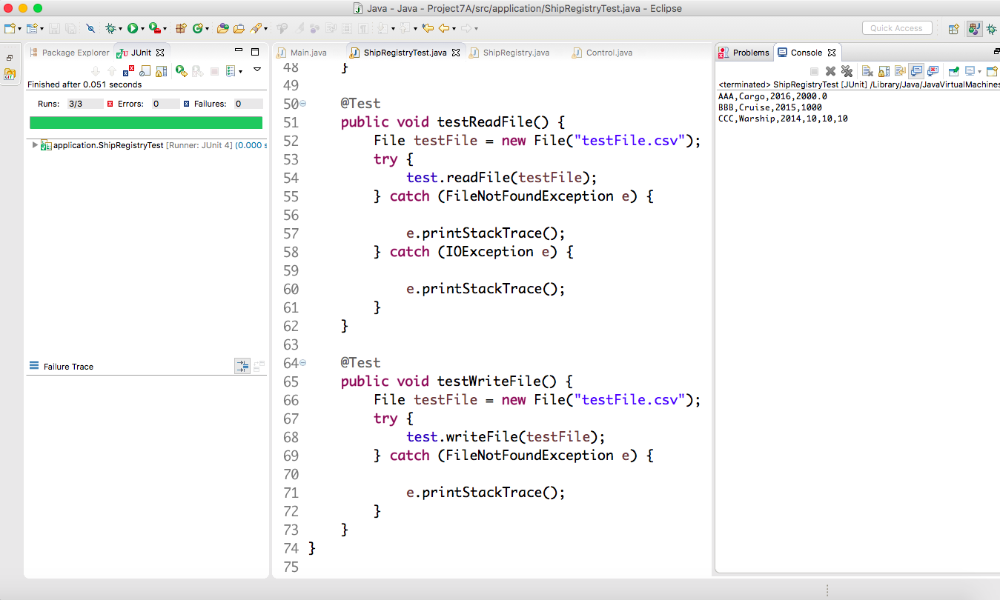 Java - Java - Project7A/src/application/ShipRegistryTest.java - Eclipse
Quick Access
Package Explorer
JUnit
Finished after 0.051 seconds
Runs: 3/3 Errors: 0 Failures: 0
application.ShipRegistryTest [Runner: JUnit 4] (0.000 s
Failure Trace
Main.java
ShipRegistryTest.java
ShipRegistry.java
Control.java
48 }
49
50 @Test
51 public void testReadFile() {
52 File testFile = new File("testFile.csv");
53 try {
54 test.readFile(testFile);
55 } catch (FileNotFoundException e) {
56
57 e.printStackTrace();
58 } catch (IOException e) {
59
60 e.printStackTrace();
61 }
62 }
63
64 @Test
65 public void testWriteFile() {
66 File testFile = new File("testFile.csv");
67 try {
68 test.writeFile(testFile);
69 } catch (FileNotFoundException e) {
70
71 e.printStackTrace();
72 }
73 }
74 }
75
Problems
Console
<terminated> ShipRegistryTest [JUnit] /Library/Java/JavaVirtualMachines
AAA,Cargo,2016,2000.0
BBB,Cruise,2015,1000
CCC,Warship,2014,10,10,10